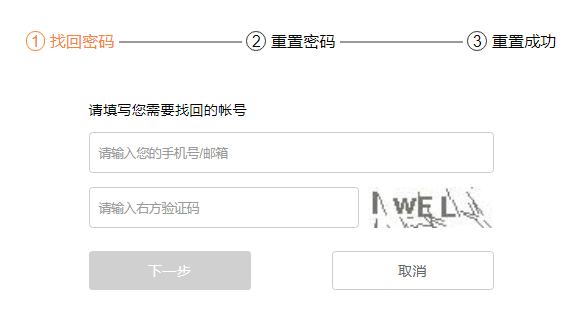 ① 找回密码 ② 重置密码 ③ 重置成功
请填写您需要找回的帐号
请输入您的手机号/邮箱
请输入右方验证码
下一步 取消